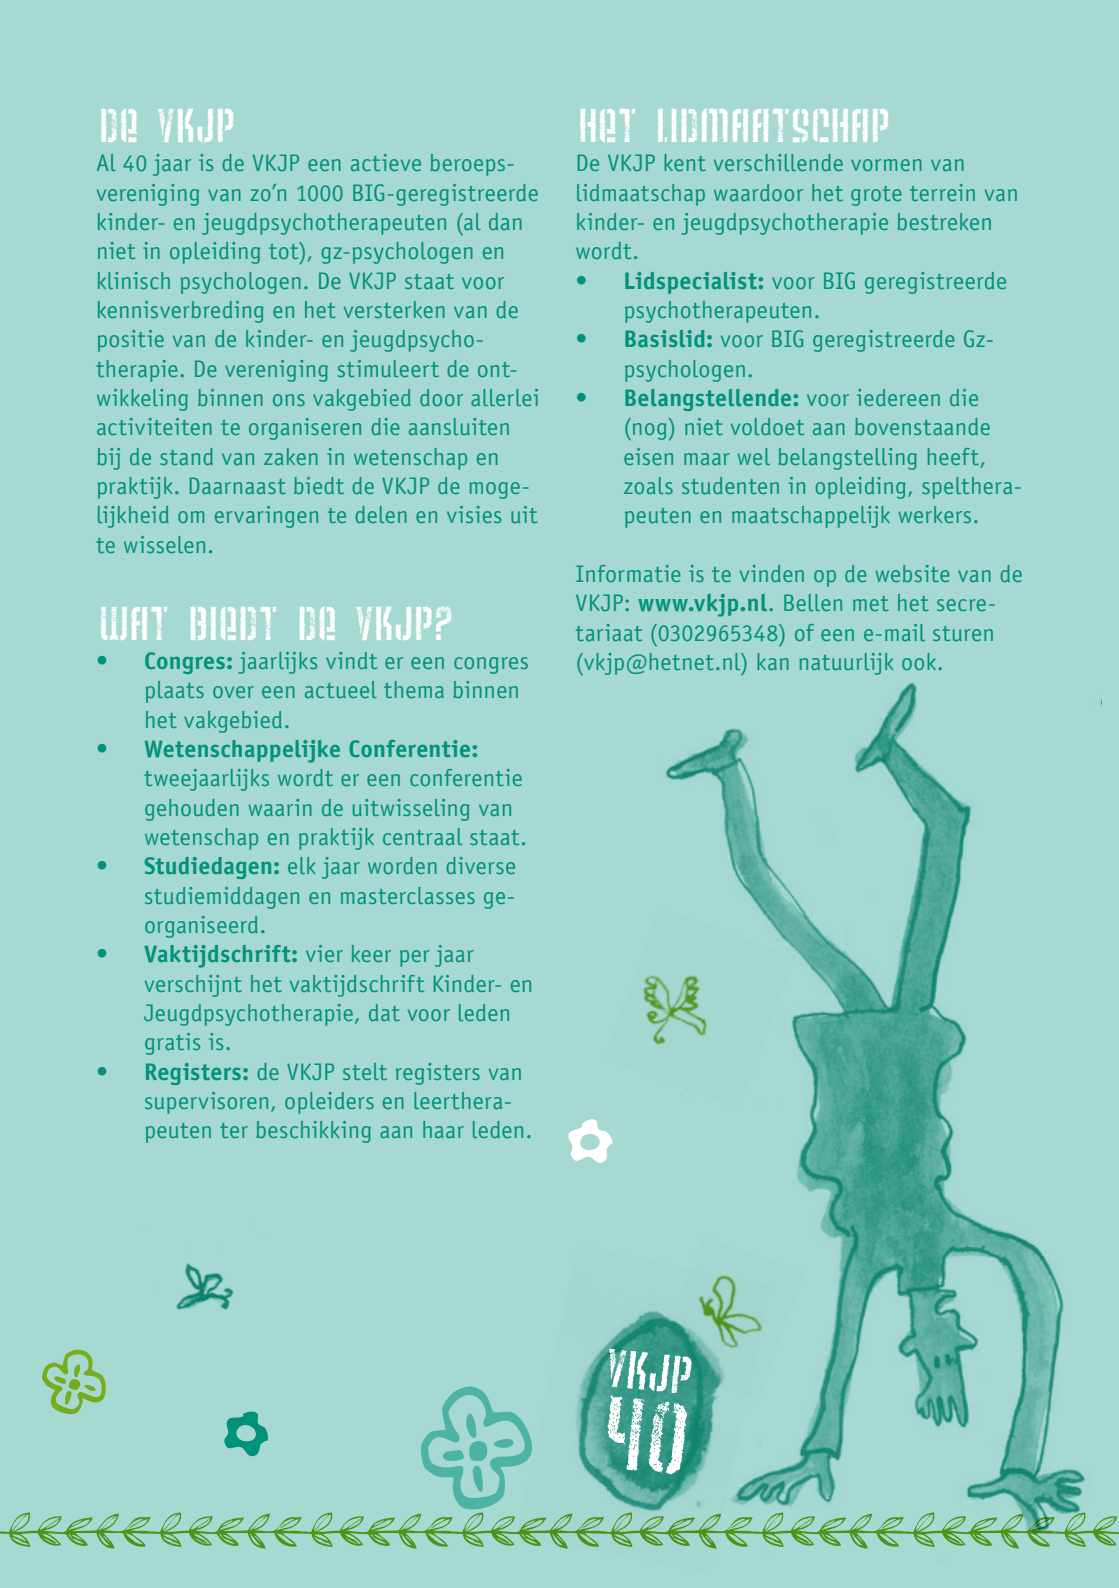 De VKJP
Al 40 jaar is de VKJP een actieve beroeps-
vereniging van zo’n 1000 BIG-geregistreerde
kinder- en jeugdpsychotherapeuten (al dan
niet in opleiding tot), gz-psychologen en
klinisch psychologen. De VKJP staat voor
kennisverbreding en het versterken van de
positie van de kinder- en jeugdpsycho-
therapie. De vereniging stimuleert de ont-
wikkeling binnen ons vakgebied door allerlei
activiteiten te organiseren die aansluiten
bij de stand van zaken in wetenschap en
praktijk. Daarnaast biedt de VKJP de moge-
lijkheid om ervaringen te delen en visies uit
te wisselen.
Wat biedt de VKJP?
• Congres: jaarlijks vindt er een congres
plaats over een actueel thema binnen
het vakgebied.
• Wetenschappelijke Conferentie:
tweejaarlijks wordt er een conferentie
gehouden waarin de uitwisseling van
wetenschap en praktijk centraal staat.
• Studiedagen: elk jaar worden diverse
studiemiddagen en masterclasses ge-
organiseerd.
• Vaktijdschrift: vier keer per jaar
verschijnt het vaktijdschrift Kinder- en
Jeugdpsychotherapie, dat voor leden
gratis is.
• Registers: de VKJP stelt registers van
supervisoren, opleiders en leerthera-
peuten ter beschikking aan haar leden.
Het lidmaatschap
De VKJP kent verschillende vormen van
lidmaatschap waardoor het grote terrein van
kinder- en jeugdpsychotherapie bestreken
wordt.
• Lidspecialist: voor BIG geregistreerde
psychotherapeuten.
• Basislid: voor BIG geregistreerde Gz-
psychologen.
• Belangstellende: voor iedereen die
(nog) niet voldoet aan bovenstaande
eisen maar wel belangstelling heeft,
zoals studenten in opleiding, spelthera-
peuten en maatschappelijk werkers.
Informatie is te vinden op de website van de
VKJP: www.vkjp.nl. Bellen met het secre-
tariaat (0302965348) of een e-mail sturen
(vkjp@hetnet.nl) kan natuurlijk ook.
VKJP
40